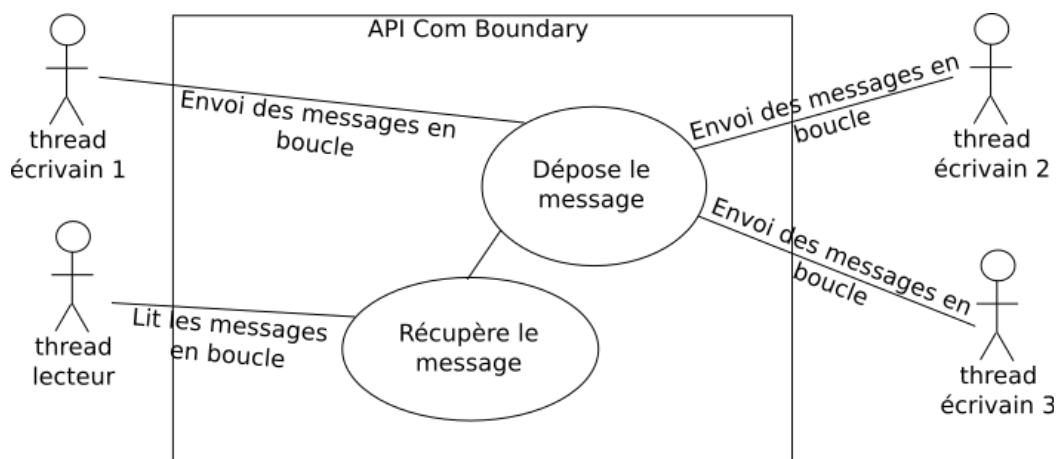 API Com Boundary
thread
écrivain 1
Envoi des messages en
boucle
Envoi des messages en
boucle
thread
écrivain 2
Dépose le
message
Envoi des messages en
boucle
thread
écrivain 3
thread
lecteur
Lit les messages
en boucle
Récupère le
message